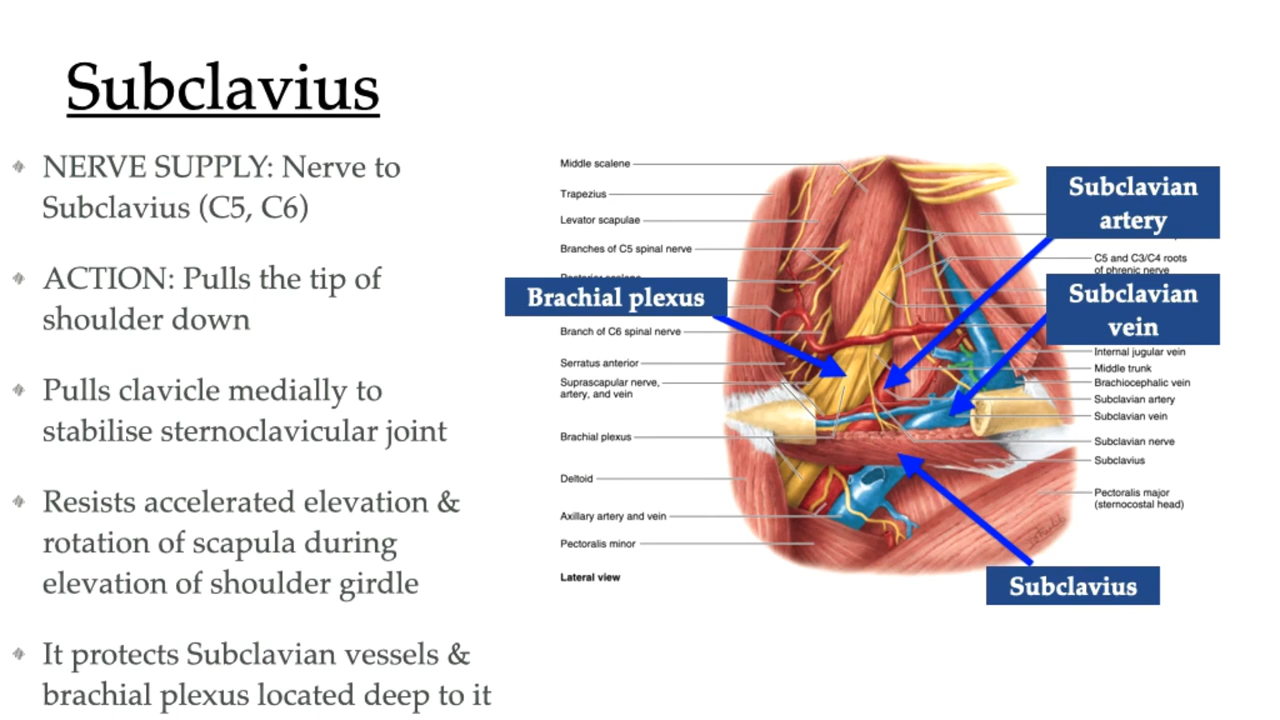 Subclavius
NERVE SUPPLY: Nerve to
Subclavius (C5, C6)
ACTION: Pulls the tip of
shoulder down
Pulls clavicle medially to
stabilise sternoclavicular joint
Resists accelerated elevation &
rotation of scapula during
elevation of shoulder girdle
It protects Subclavian vessels &
brachial plexus located deep to it
Middle scalene
Trapezius
Levator scapulae
Branches of C5 spinal nerve
Brachial plexus
Branch of C6 spinal nerve
Serratus anterior
Suprascapular nerve,
artery, and vein
Brachial plexus
Deltoid
Axillary artery and vein
Pectoralis minor
Lateral view
Subclavian
artery
C5 and C3/C4 roots
of phrenic nerve
Subclavian
vein
Internal jugular vein
Middle trunk
Brachiocephalic vein
Subclavian artery
Subclavian vein
Subclavian nerve
Subclavius
Pectoralis major
(sternocostal head)
Subclavius